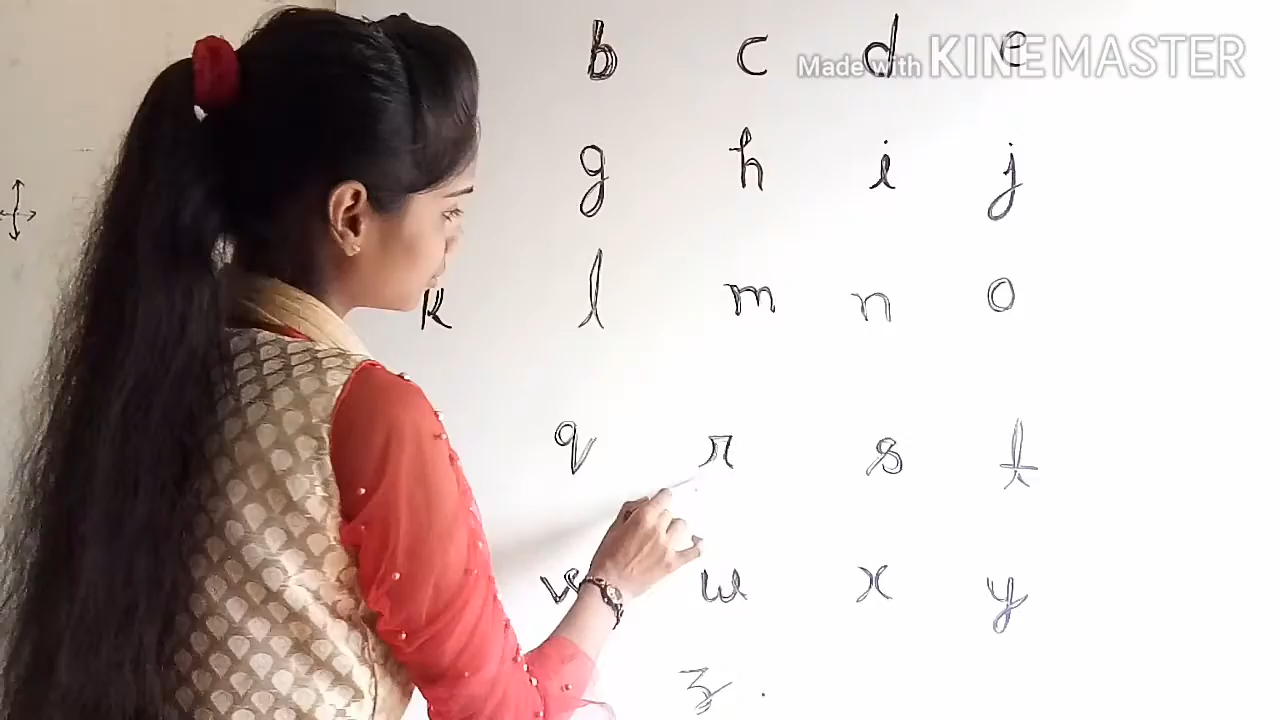 b c d e
Made with KINEMASTER
g h i j
k l m n o
q r s t
v w x y
z .